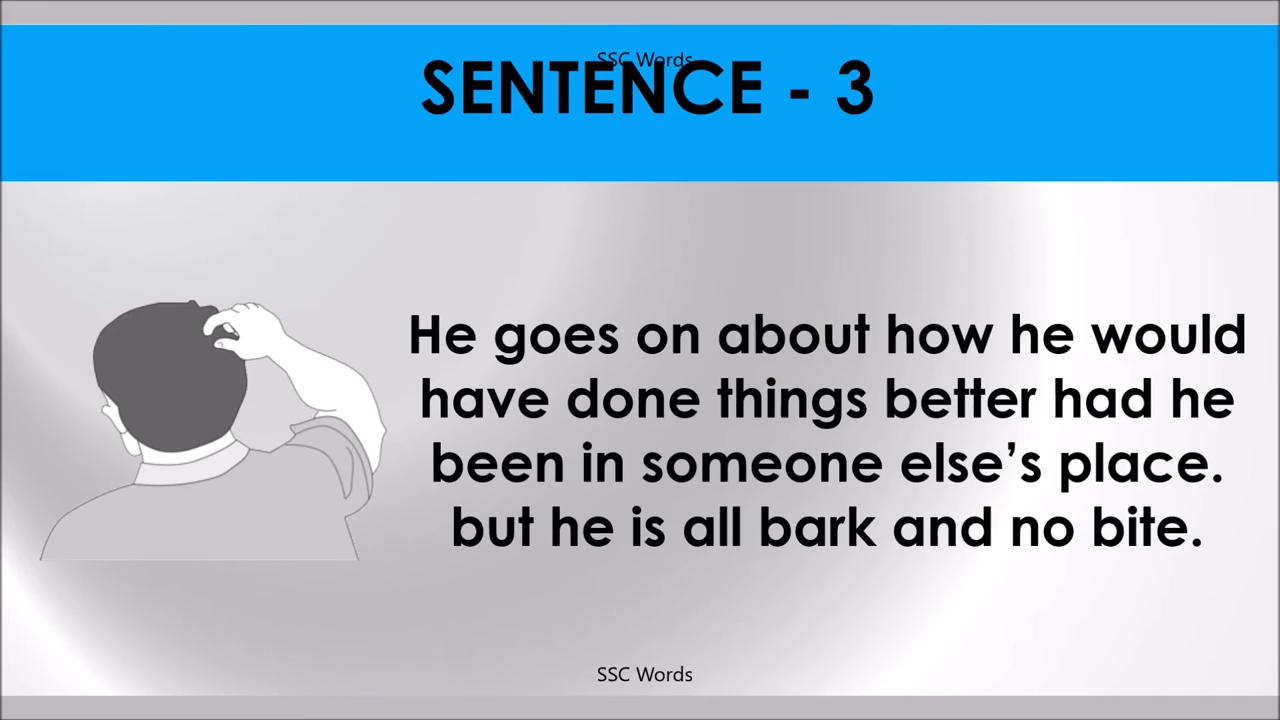 SSC Words
SENTENCE - 3
He goes on about how he would
have done things better had he
been in someone else’s place.
but he is all bark and no bite.
SSC Words